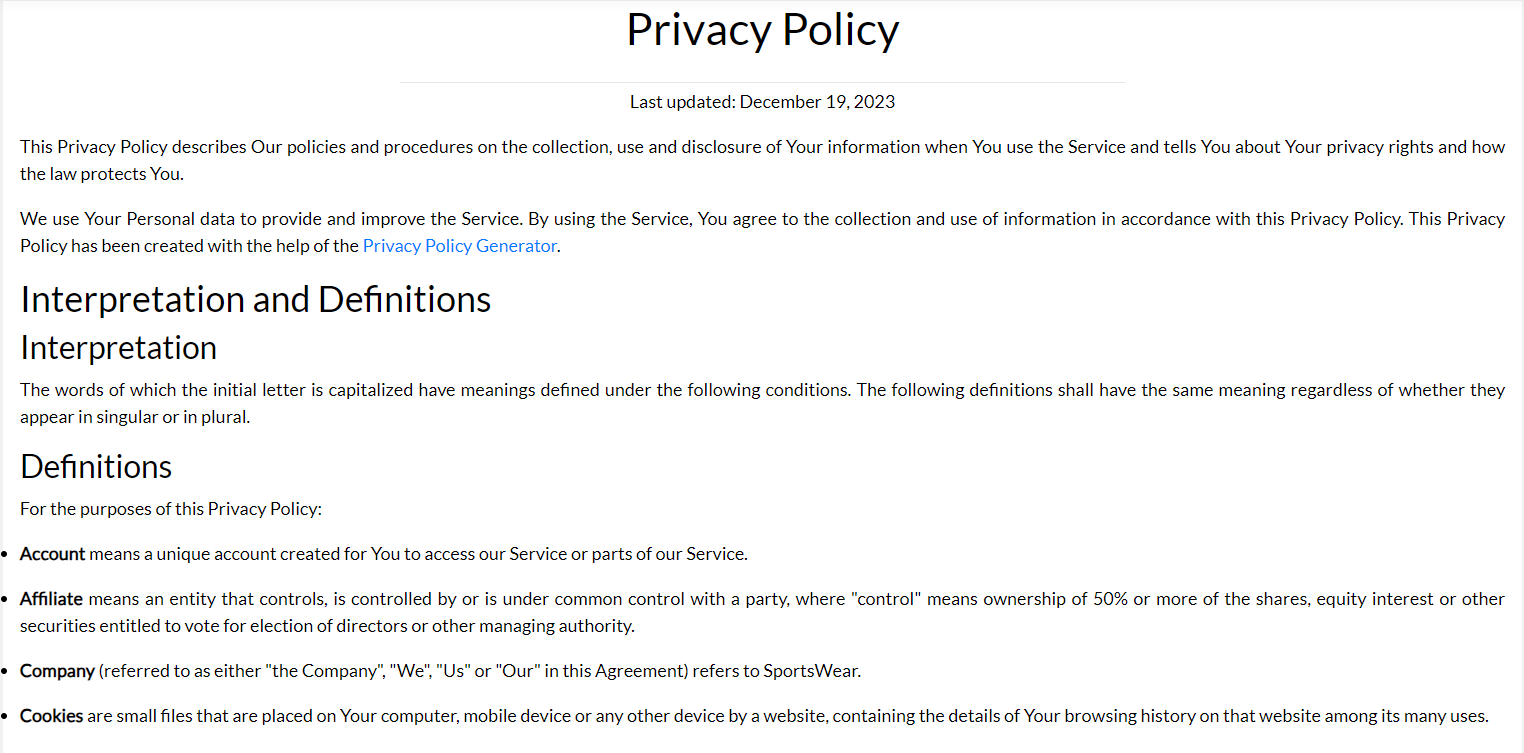 Privacy Policy
Last updated: December 19, 2023
This Privacy Policy describes Our policies and procedures on the collection, use and disclosure of Your information when You use the Service and tells You about Your privacy rights and how
the law protects You.
We use Your Personal data to provide and improve the Service. By using the Service, You agree to the collection and use of information in accordance with this Privacy Policy. This Privacy
Policy has been created with the help of the Privacy Policy Generator.
Interpretation and Definitions
Interpretation
The words of which the initial letter is capitalized have meanings defined under the following conditions. The following definitions shall have the same meaning regardless of whether they
appear in singular or in plural.
Definitions
For the purposes of this Privacy Policy:
• Account means a unique account created for You to access our Service or parts of our Service.
• Affiliate means an entity that controls, is controlled by or is under common control with a party, where "control" means ownership of 50% or more of the shares, equity interest or other
securities entitled to vote for election of directors or other managing authority.
• Company (referred to as either "the Company", "We", "Us" or "Our" in this Agreement) refers to SportsWear.
• Cookies are small files that are placed on Your computer, mobile device or any other device by a website, containing the details of Your browsing history on that website among its many uses.